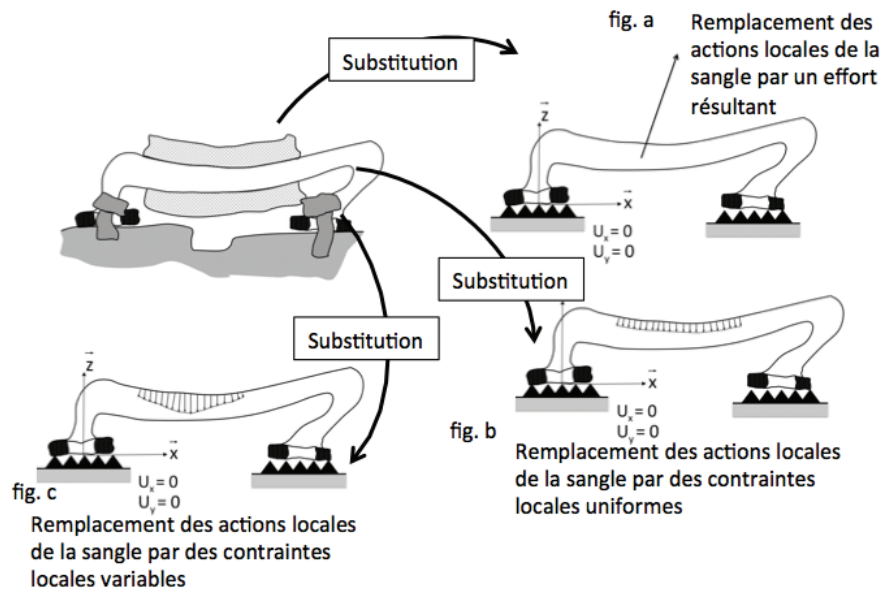 fig. a
Remplacement des
actions locales de la
sangle par un effort
résultant
Substitution
z
x
Ux= 0
Uy= 0
Substitution
Substitution
z
x
Ux= 0
Uy= 0
fig. c
Remplacement des actions locales
de la sangle par des contraintes
locales variables
x
Ux= 0
Uy= 0
fig. b
Remplacement des actions locales
de la sangle par des contraintes
locales uniformes